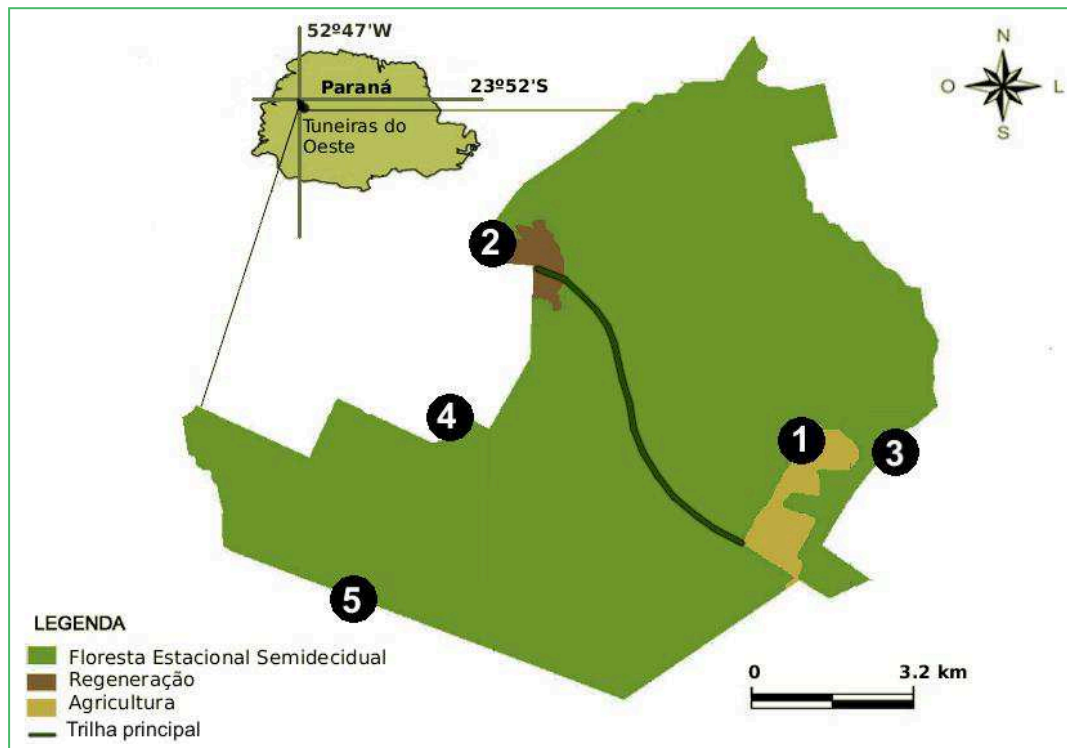 52º47'W
Paraná
23º52'S
Tuneiras do
Oeste
N
O
L
S
2
4
1
3
5
LEGENDA
Floresta Estacional Semidecidual
Regeneração
Agricultura
Trilha principal
0
3.2 km